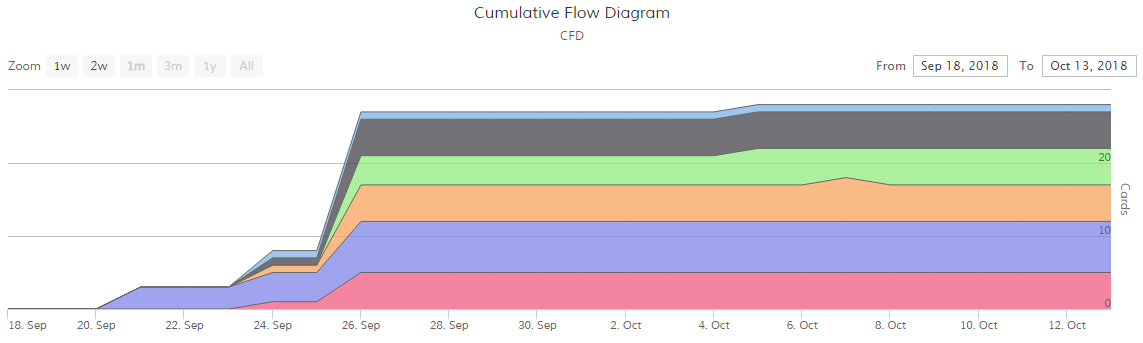 Cumulative Flow Diagram
CFD
Zoom 1w 2w 1m 3m 1y All From Sep 18, 2018 To Oct 13, 2018
20
10
0
Cards
18. Sep 20. Sep 22. Sep 24. Sep 26. Sep 28. Sep 30. Sep 2. Oct 4. Oct 6. Oct 8. Oct 10. Oct 12. Oct